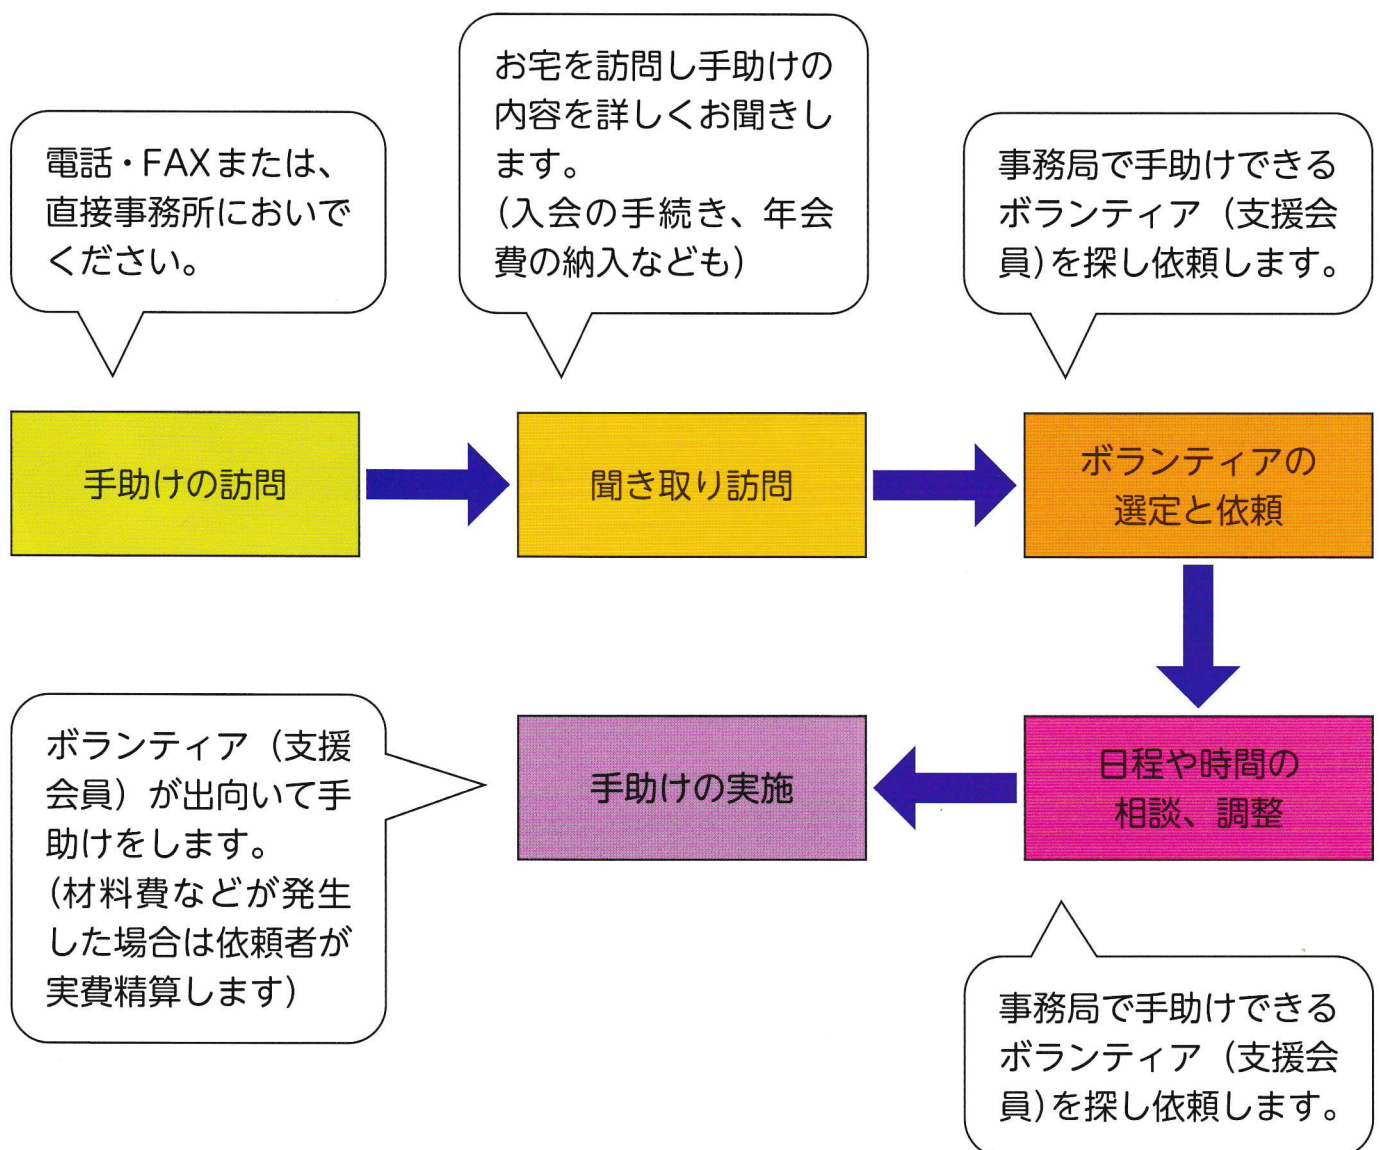 電話・FAXまたは、
直接事務所においで
ください。
お宅を訪問し手助けの
内容を詳しくお聞きし
ます。
（入会の手続き、年会
費の納入なども）
事務局で手助けできる
ボランティア（支援会
員）を探し依頼します。
手助けの訪問
聞き取り訪問
ボランティアの
選定と依頼
日程や時間の
相談、調整
事務局で手助けできる
ボランティア（支援会
員）を探し依頼します。
手助けの実施
ボランティア（支援
会員）が出向いて手
助けをします。
（材料費などが発生
した場合は依頼者が
実費精算します）